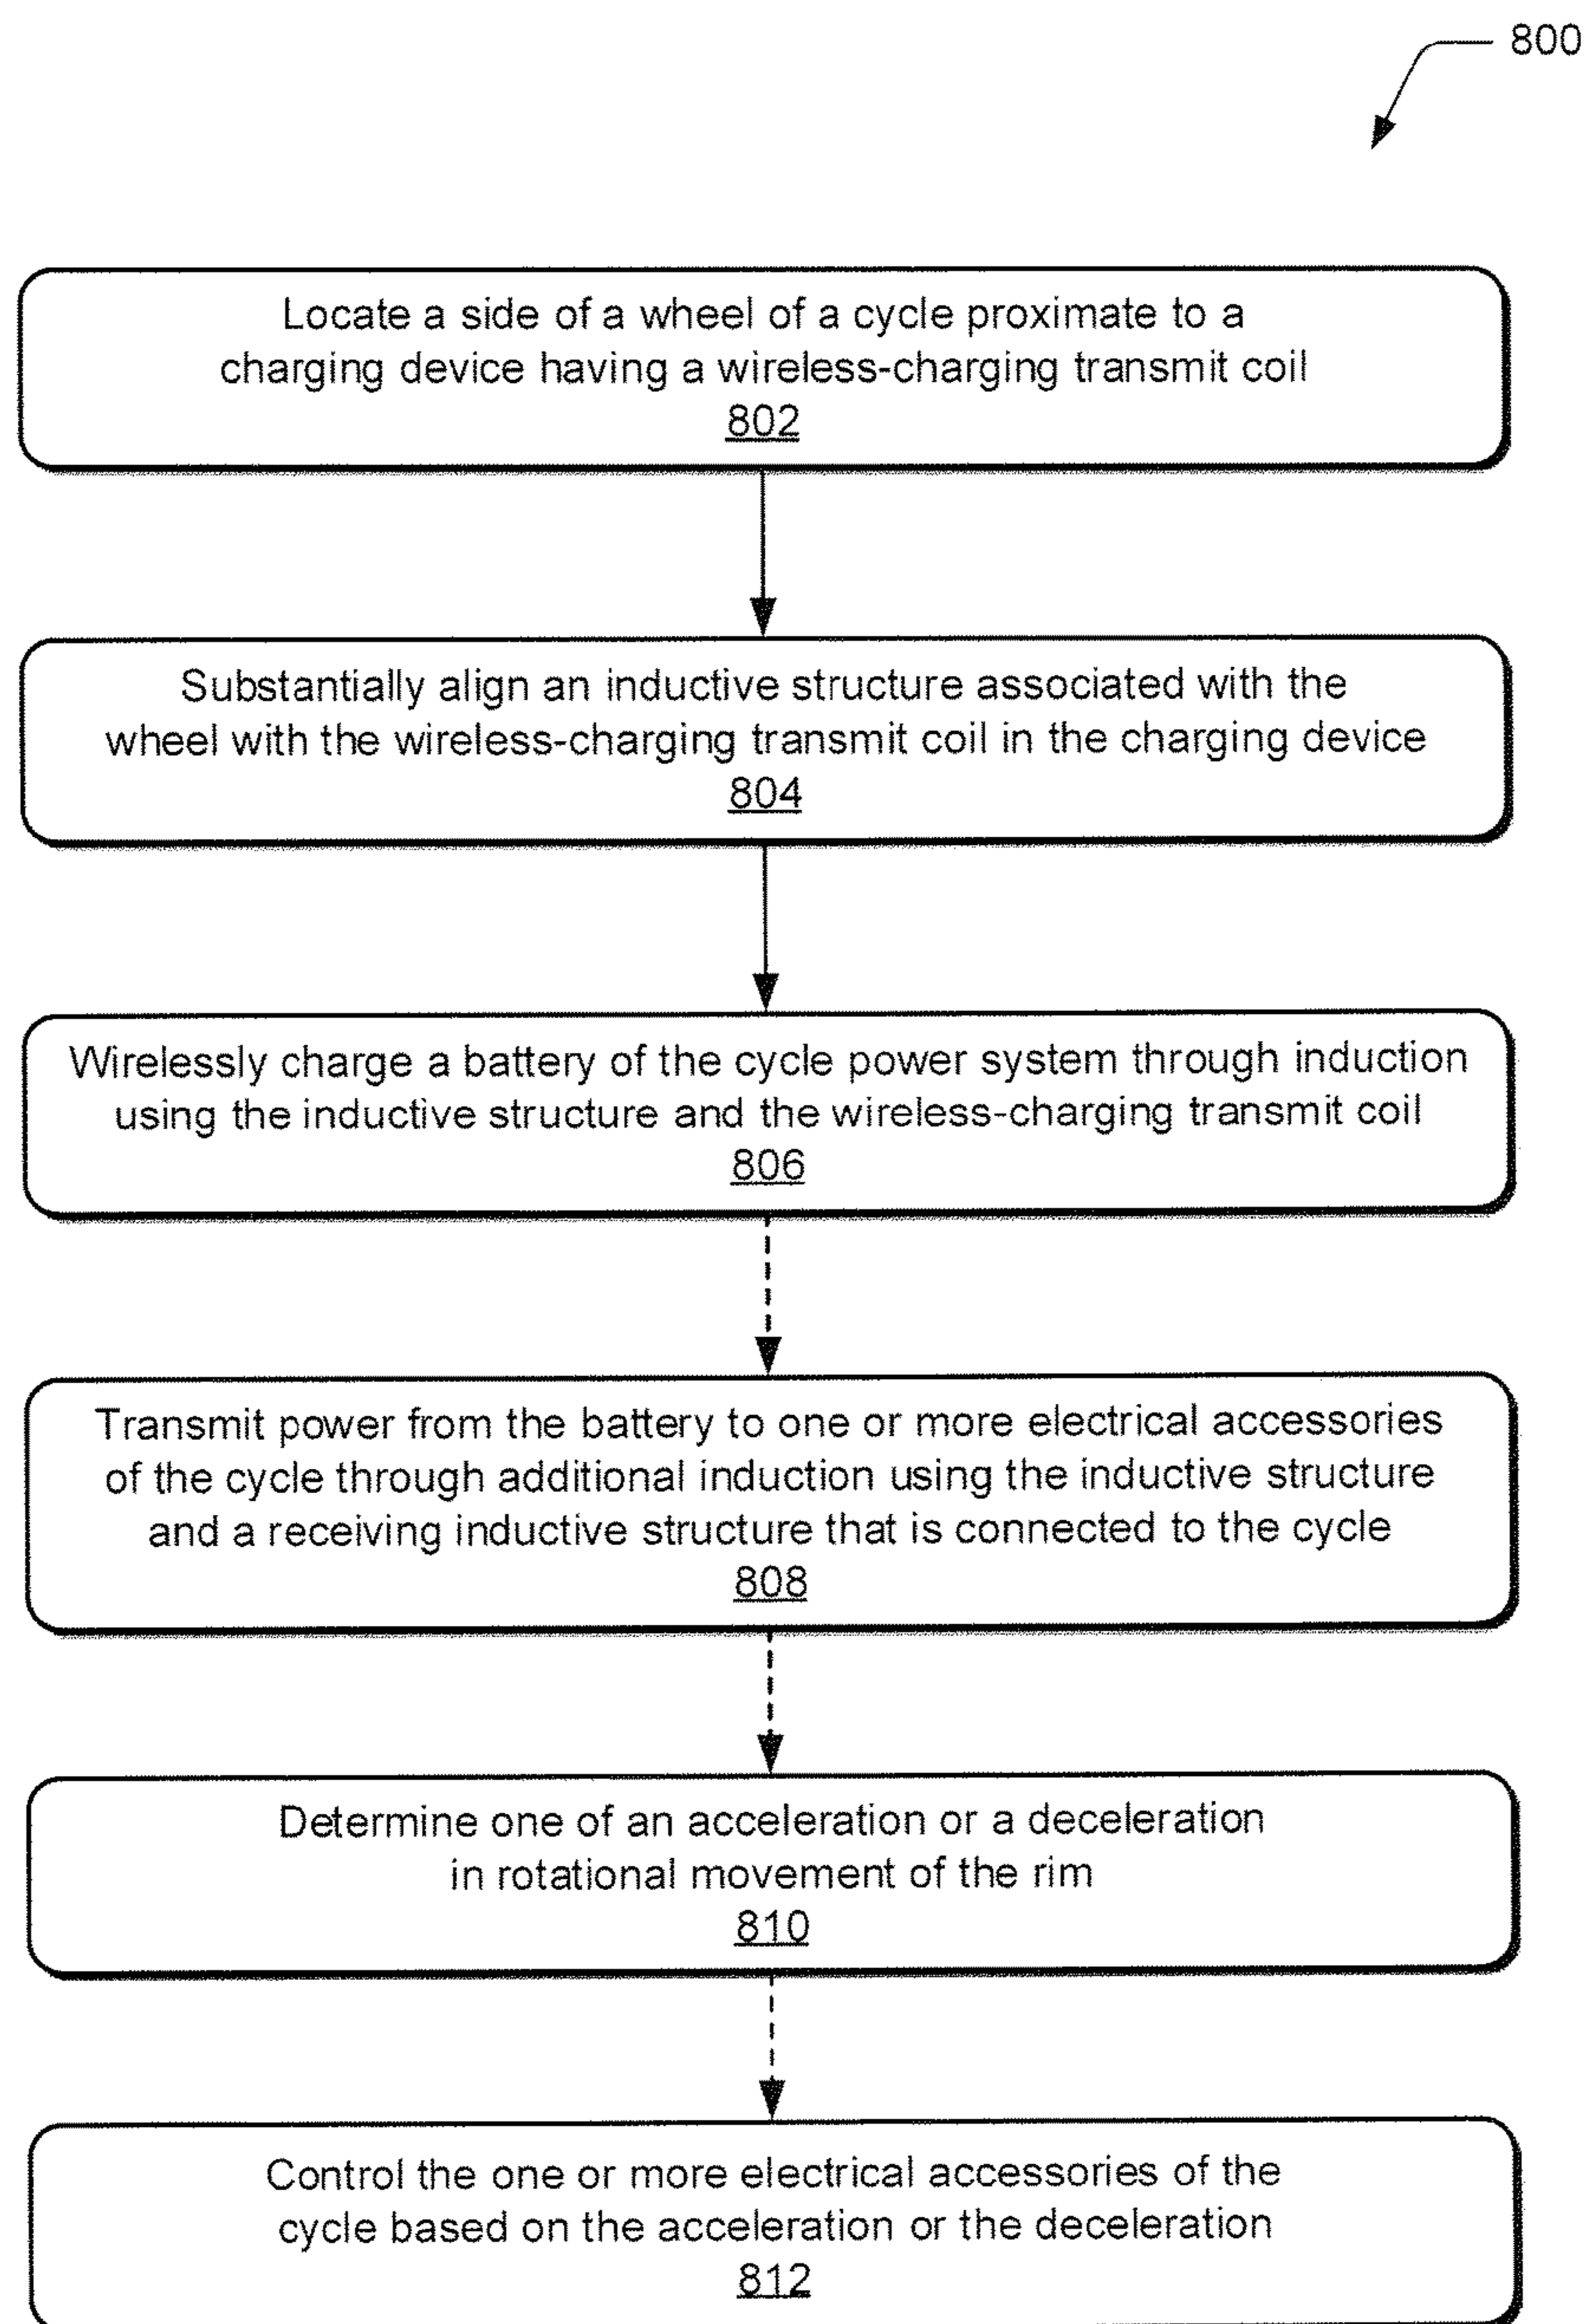 800
Locate a side of a wheel of a cycle proximate to a
charging device having a wireless-charging transmit coil
802
Substantially align an inductive structure associated with the
wheel with the wireless-charging transmit coil in the charging device
804
Wirelessly charge a battery of the cycle power system through induction
using the inductive structure and the wireless-charging transmit coil
806
Transmit power from the battery to one or more electrical accessories
of the cycle through additional induction using the inductive structure
and a receiving inductive structure that is connected to the cycle
808
Determine one of an acceleration or a deceleration
in rotational movement of the rim
810
Control the one or more electrical accessories of the
cycle based on the acceleration or the deceleration
812